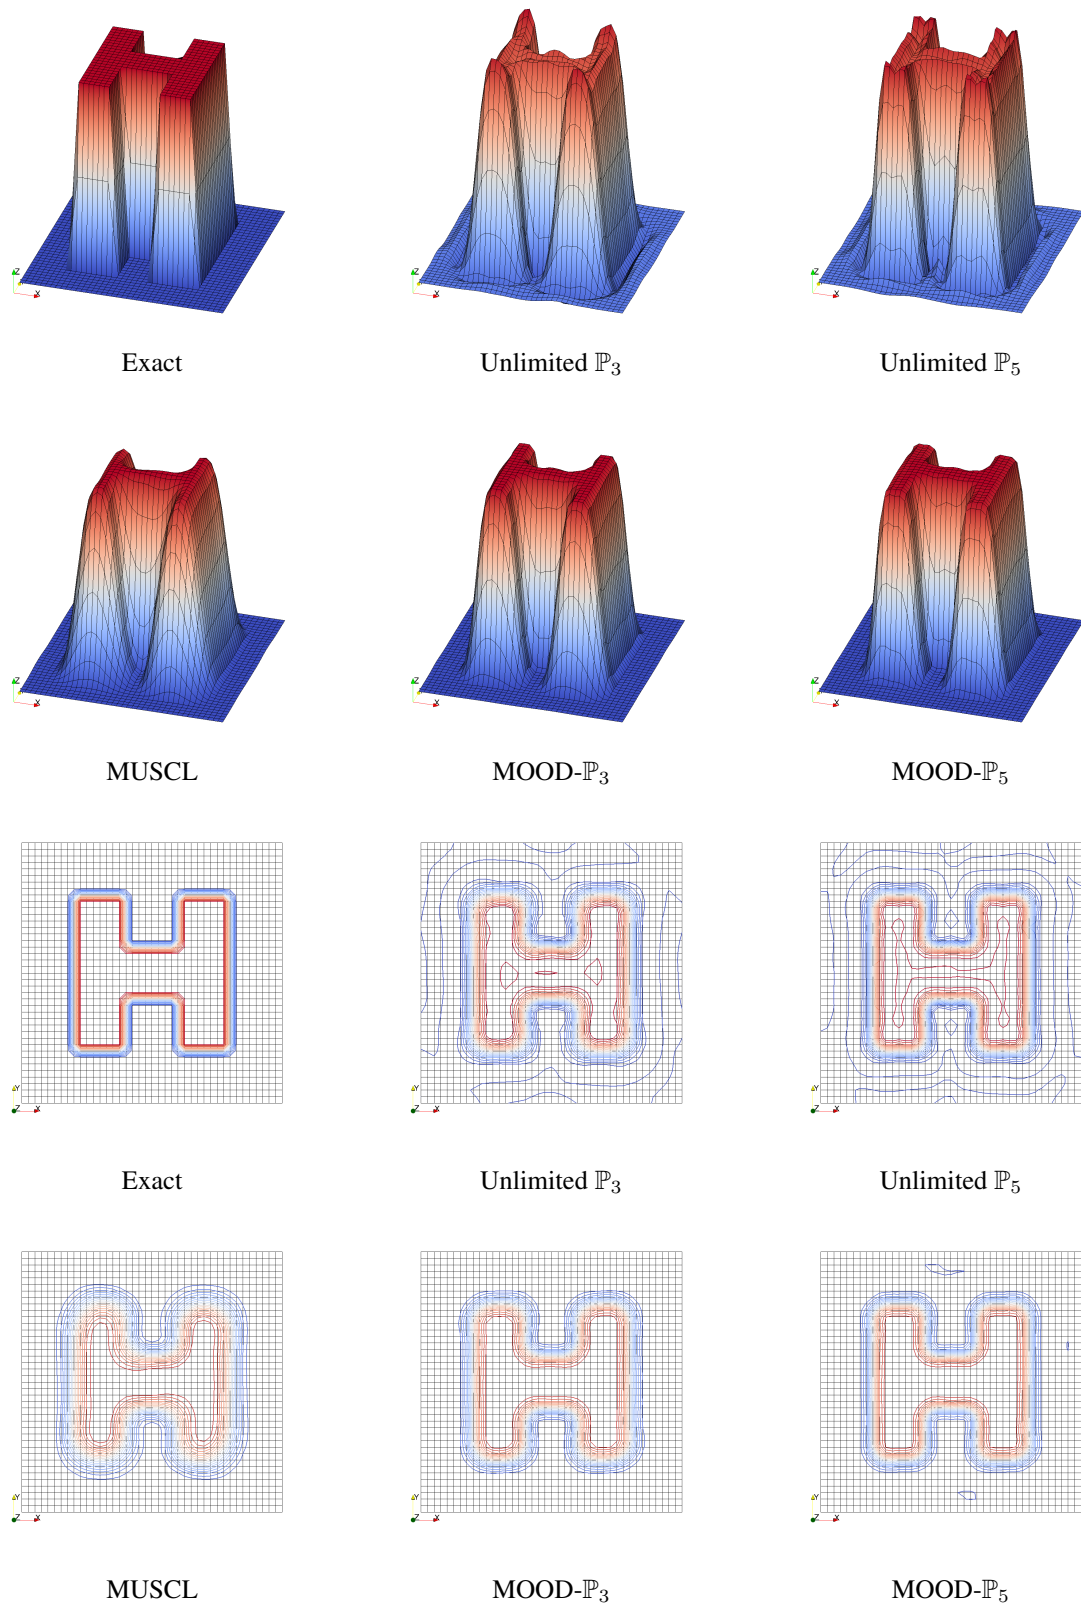 Exact
Unlimited ℙ₃
Unlimited ℙ₅
MUSCL
MOOD-ℙ₃
MOOD-ℙ₅
Exact
Unlimited ℙ₃
Unlimited ℙ₅
MUSCL
MOOD-ℙ₃
MOOD-ℙ₅